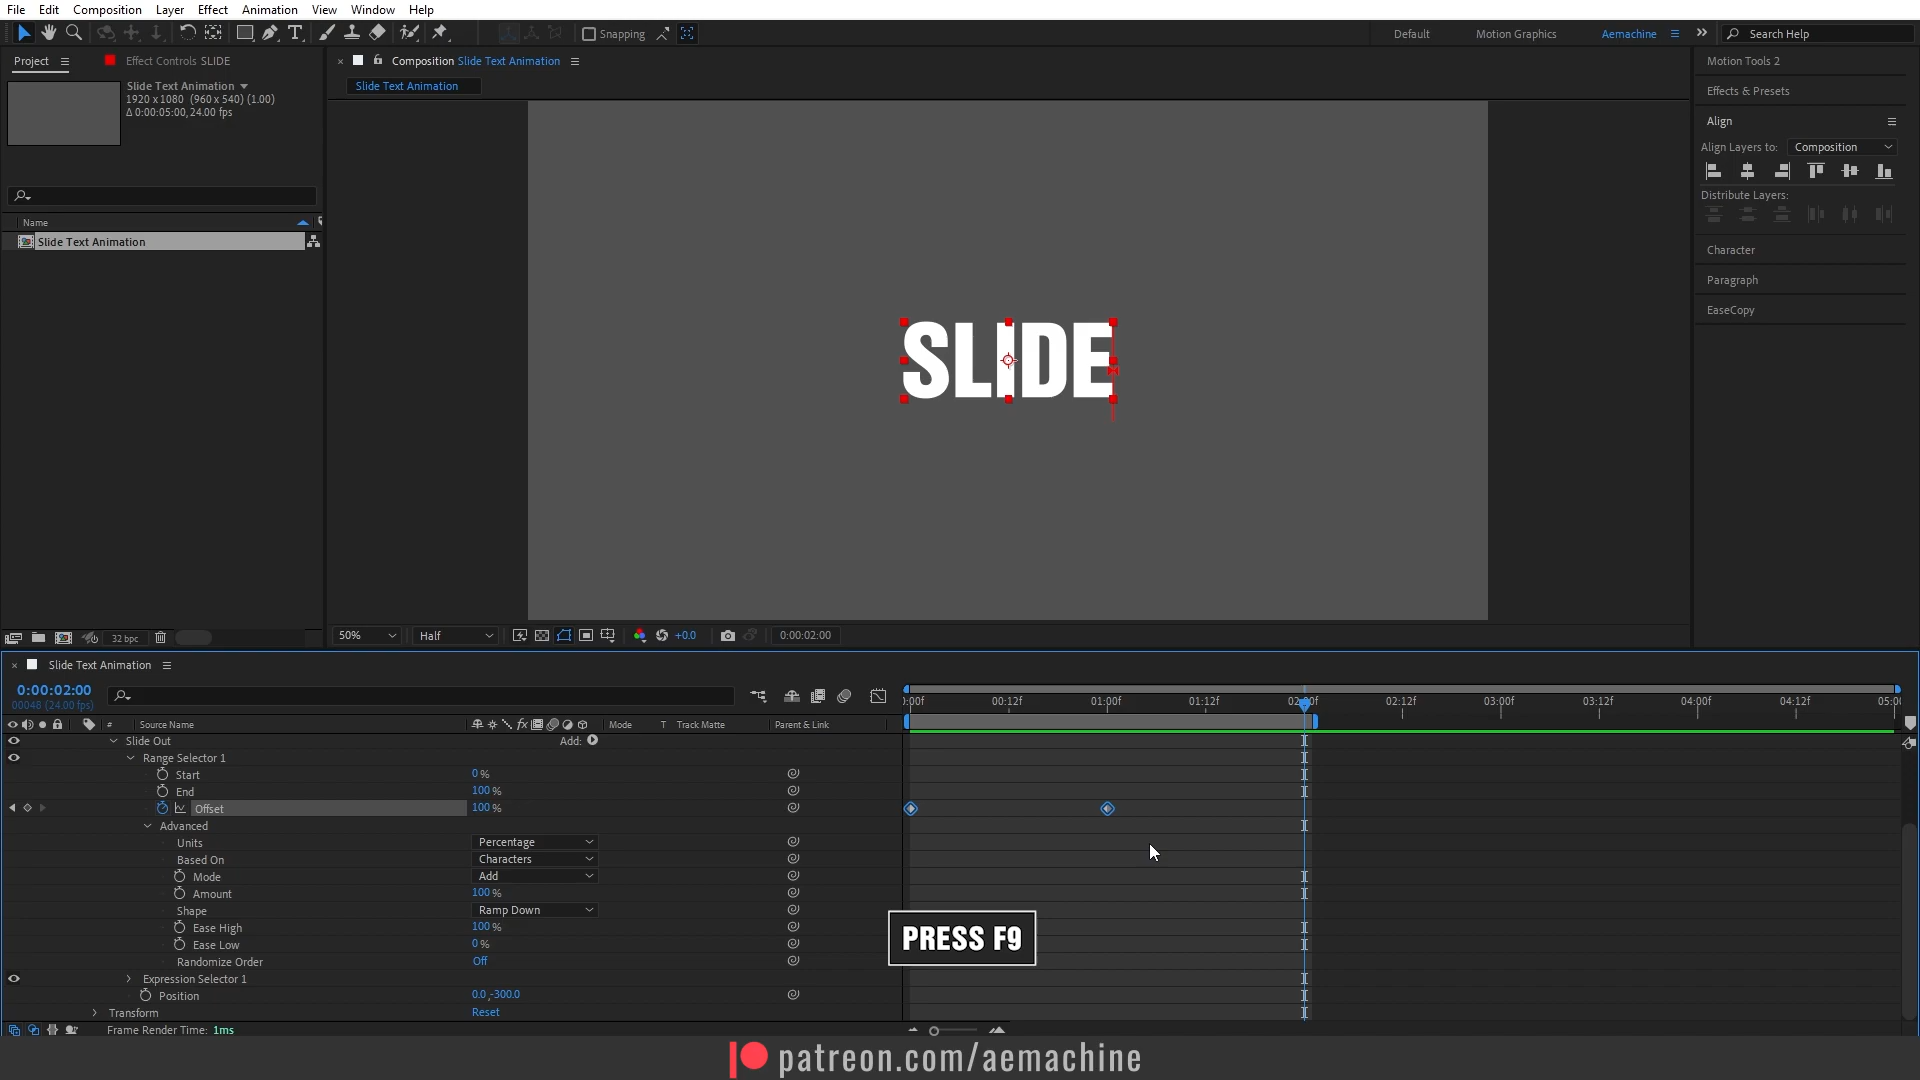 File Edit Composition Layer Effect Animation View Window Help
Snapping
Default Motion Graphics Aemachine Search Help
Project Effect Controls SLIDE
Slide Text Animation
1920 x 1080 (960 x 540) (1.00)
Δ 0:00:05:00, 24.00 fps
Name
Slide Text Animation
32 bpc
Composition Slide Text Animation
Slide Text Animation
SLIDE
50% Half +0.0 0:00:02:00
Motion Tools 2
Effects & Presets
Align
Align Layers to: Composition
Distribute Layers:
Character
Paragraph
EaseCopy
Slide Text Animation
0:00:02:00
00048 (24.00 fps)
:00f 00:12f 01:00f 01:12f 02:00f 02:12f 03:00f 03:12f 04:00f 04:12f 05:00
# Source Name Mode T Track Matte Parent & Link
Slide Out Add:
Range Selector 1
Start 0 %
End 100 %
Offset 100 %
Advanced
Units Percentage
Based On Characters
Mode Add
Amount 100 %
Shape Ramp Down
Ease High 100 %
Ease Low 0 %
Randomize Order Off
Expression Selector 1
Position 0.0 ,-300.0
Transform Reset
Frame Render Time: 1ms
PRESS F9
patreon.com/aemachine